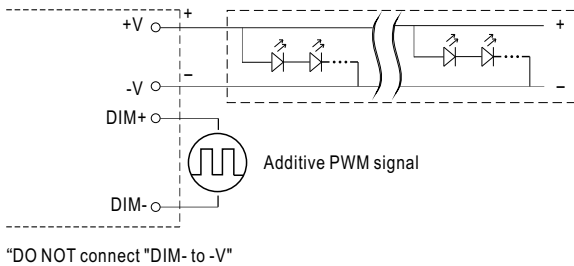 +V
+
+
-V
–
–
DIM+
Additive PWM signal
DIM-
“DO NOT connect "DIM- to -V"